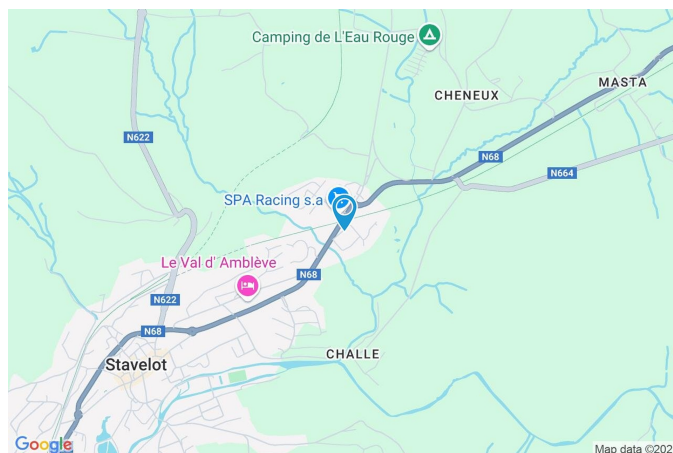 Camping de L'Eau Rouge
MASTA
CHENEUX
N622
N68
N664
SPA Racing s.a
Le Val d' Amblève
N68
N622
N68
CHALLE
Stavelot
N68
Google
Map data ©202